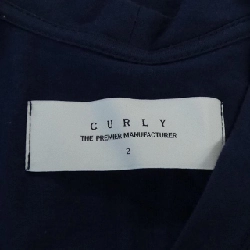 CURLY
THE PREMIER MANUFACTURER
2